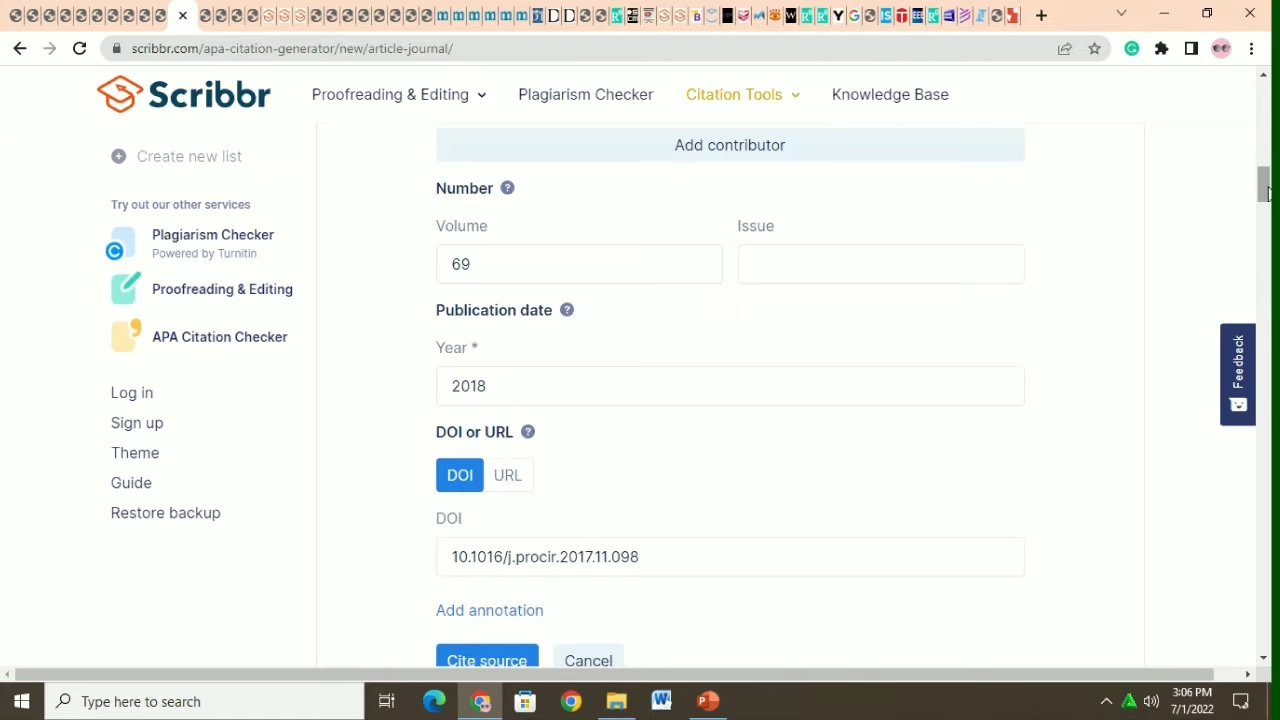 scribbr.com/apa-citation-generator/new/article-journal/
Scribbr
Proofreading & Editing
Plagiarism Checker
Citation Tools
Knowledge Base
Create new list
Try out our other services
Plagiarism Checker
Powered by Turnitin
Proofreading & Editing
APA Citation Checker
Log in
Sign up
Theme
Guide
Restore backup
Add contributor
Number
Volume
Issue
69
Publication date
Year *
2018
DOI or URL
DOI
URL
DOI
10.1016/j.procir.2017.11.098
Add annotation
Cite source
Cancel
Feedback
Type here to search
3:06 PM
7/1/2022